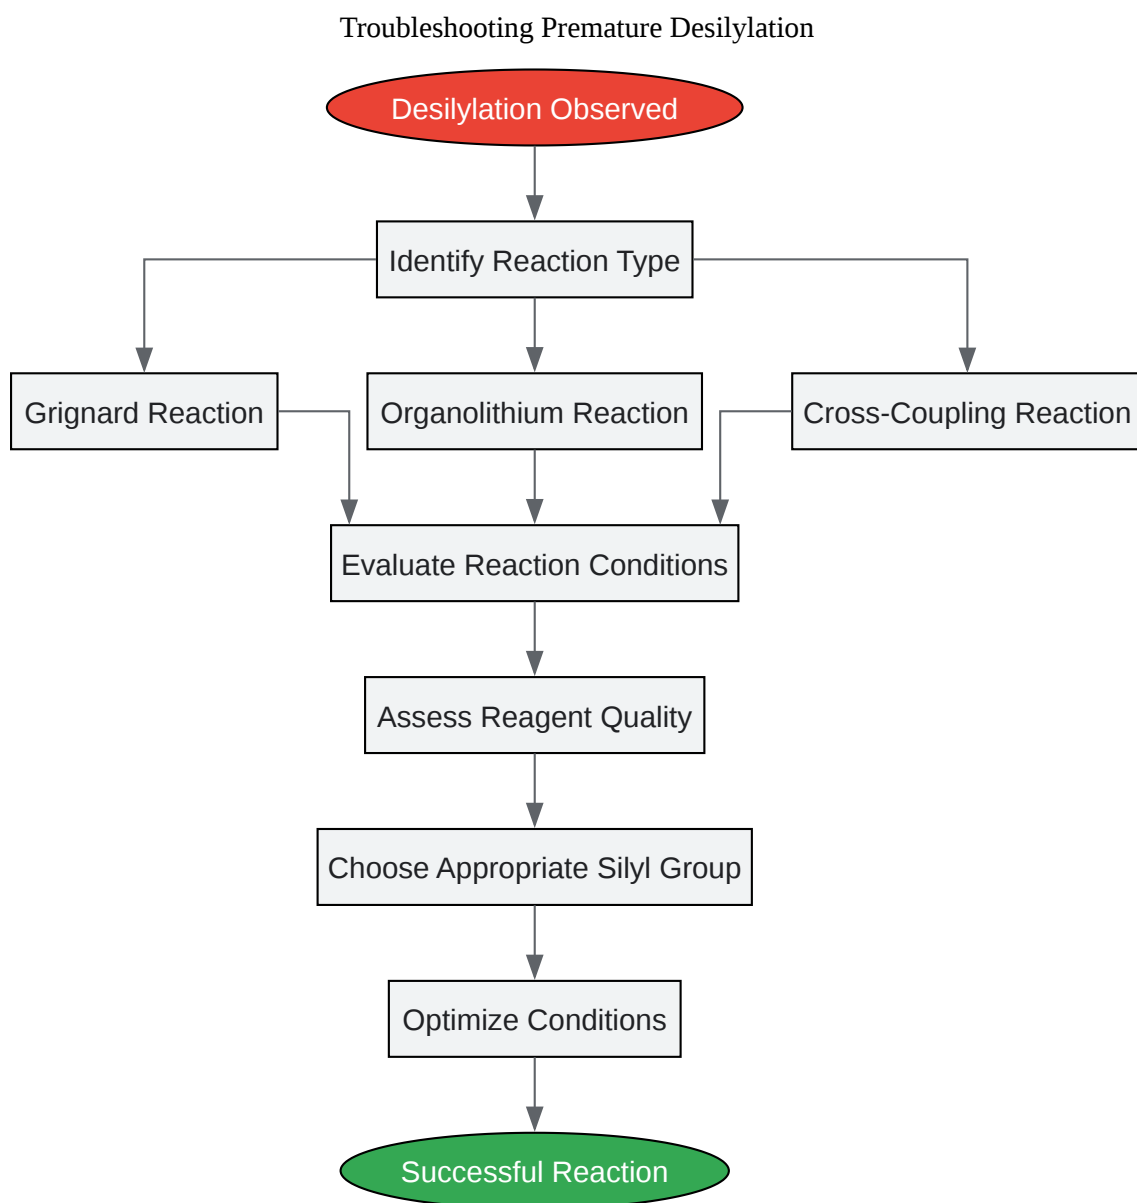 Troubleshooting Premature Desilylation
Desilylation Observed
Identify Reaction Type
Grignard Reaction
Organolithium Reaction
Cross-Coupling Reaction
Evaluate Reaction Conditions
Assess Reagent Quality
Choose Appropriate Silyl Group
Optimize Conditions
Successful Reaction